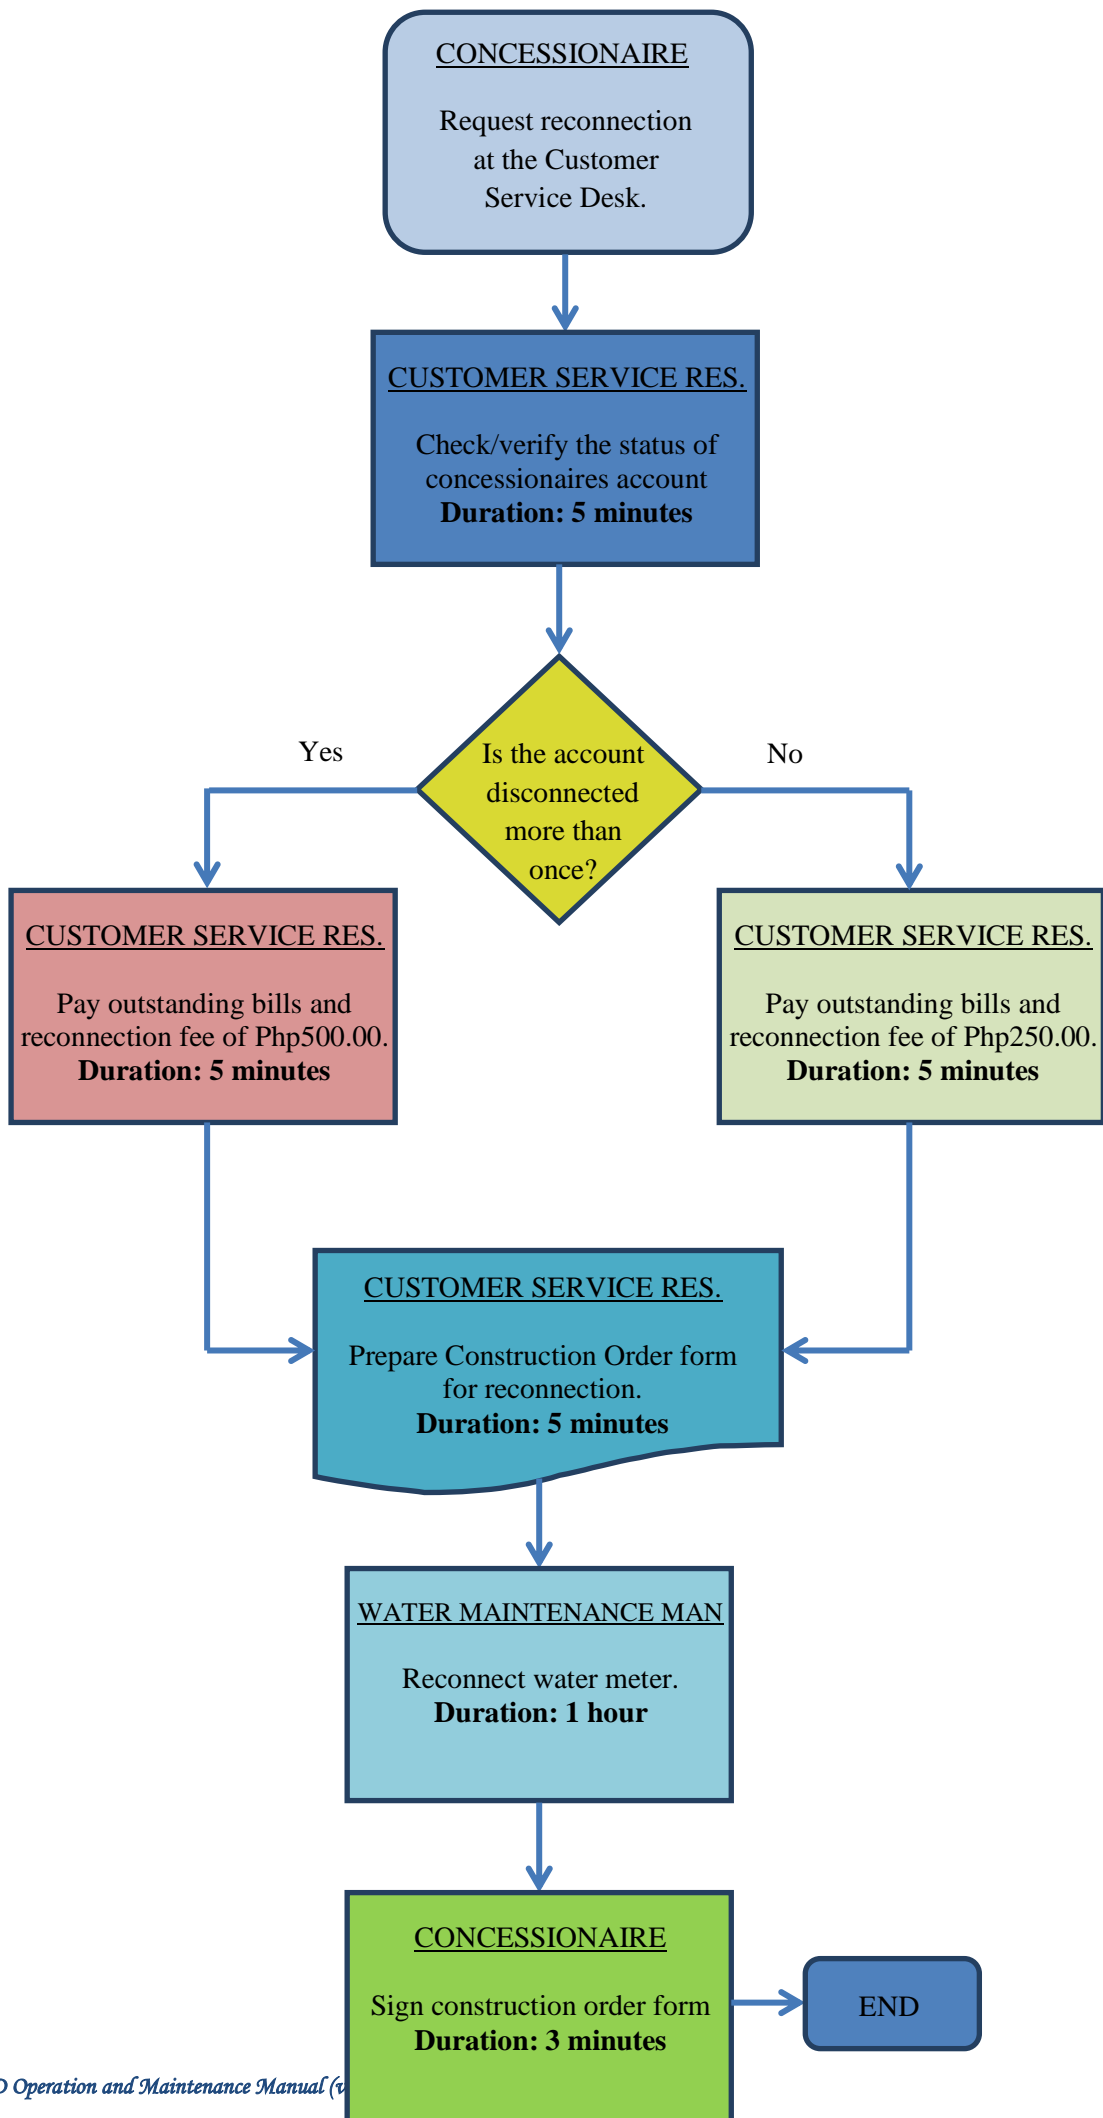 CONCESSIONAIRE
Request reconnection
at the Customer
Service Desk.
CUSTOMER SERVICE RES.
Check/verify the status of
concessionaires account
Duration: 5 minutes
Yes
Is the account
disconnected
more than
once?
No
CUSTOMER SERVICE RES.
Pay outstanding bills and
reconnection fee of Php500.00.
Duration: 5 minutes
CUSTOMER SERVICE RES.
Pay outstanding bills and
reconnection fee of Php250.00.
Duration: 5 minutes
CUSTOMER SERVICE RES.
Prepare Construction Order form
for reconnection.
Duration: 5 minutes
WATER MAINTENANCE MAN
Reconnect water meter.
Duration: 1 hour
CONCESSIONAIRE
Sign construction order form
Duration: 3 minutes
END
Operation and Maintenance Manual